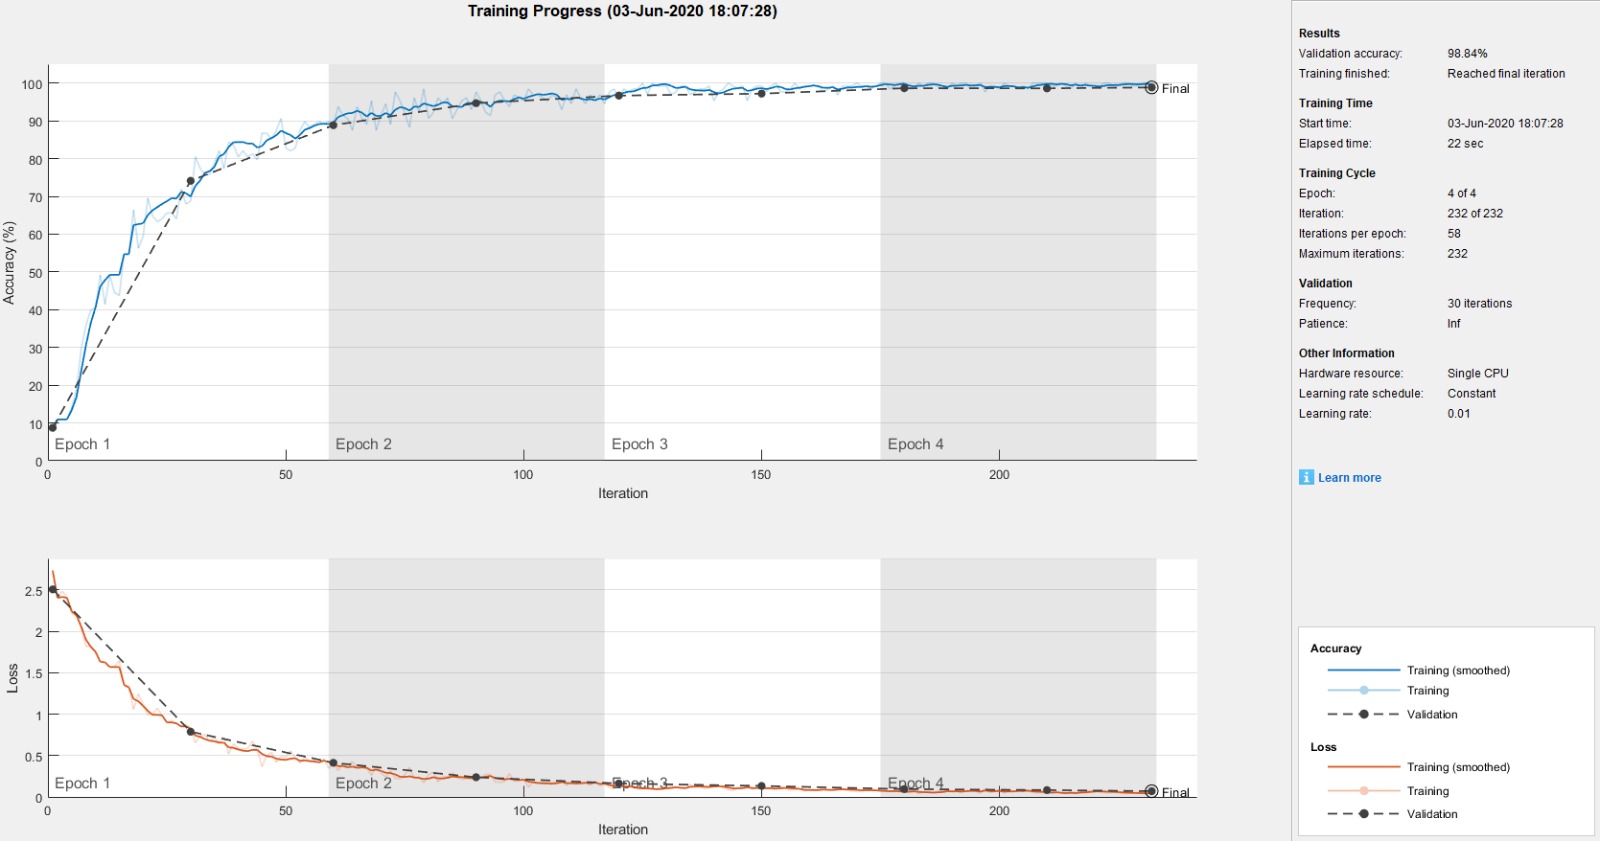 Training Progress (03-Jun-2020 18:07:28)
100
90
80
70
60
50
40
30
20
10
0
Accuracy (%)
Final
Epoch 1
Epoch 2
Epoch 3
Epoch 4
0
50
100
150
200
Iteration
2.5
2
1.5
1
0.5
0
Loss
Epoch 1
Epoch 2
Epoch 3
Epoch 4
Final
0
50
100
150
200
Iteration
Results
Validation accuracy: 98.84%
Training finished: Reached final iteration
Training Time
Start time: 03-Jun-2020 18:07:28
Elapsed time: 22 sec
Training Cycle
Epoch: 4 of 4
Iteration: 232 of 232
Iterations per epoch: 58
Maximum iterations: 232
Validation
Frequency: 30 iterations
Patience: Inf
Other Information
Hardware resource: Single CPU
Learning rate schedule: Constant
Learning rate: 0.01
i Learn more
Accuracy
Training (smoothed)
Training
Validation
Loss
Training (smoothed)
Training
Validation